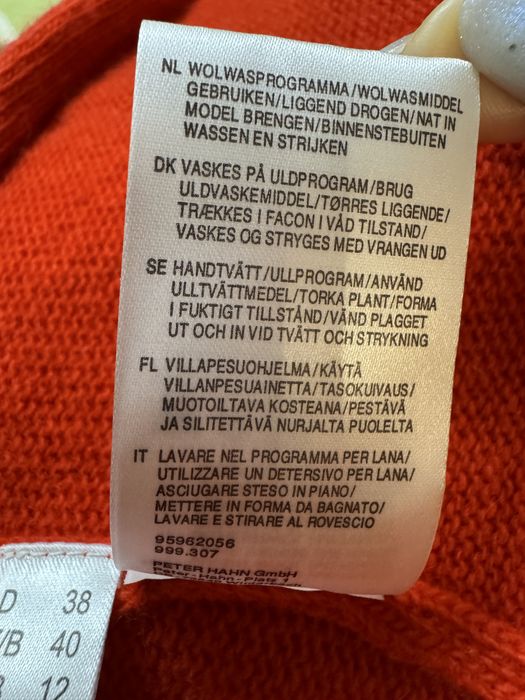 NL WOLWASPROGRAMMA/WOLWASMIDDEL
GEBRUIKEN/LIGGEND DROGEN/NAT IN
MODEL BRENGEN/BINNENSTEBUITEN
WASSEN EN STRIJKEN
DK VASKES PÅ ULDPROGRAM/BRUG
ULDVASKEMIDDEL/TØRRES LIGGENDE/
TRÆKKES I FACON I VÅD TILSTAND/
VASKES OG STRYGES MED VRANGEN UD
SE HANDTVÄTT/ULLPROGRAM/ANVÄND
ULLTVÄTTMEDEL/TORKA PLANT/FORMA
I FUKTIGT TILLSTÅND/VÄND PLAGGET
UT OCH IN VID TVÄTT OCH STRYKNING
FL VILLAPESUOHJELMA/KÄYTÄ
VILLANPESUAINETTA/TASOKUIVAUS/
MUOTOILTAVA KOSTEANA/PESTÄVÄ
JA SILITETTÄVÄ NURJALTA PUOLELTA
IT LAVARE NEL PROGRAMMA PER LANA/
UTILIZZARE UN DETERSIVO PER LANA/
ASCIUGARE STESO IN PIANO/
METTERE IN FORMA DA BAGNATO/
LAVARE E STIRARE AL ROVESCIO
95962056
999.307
PETER HAHN GmbH
Peter-Hahn-Platz 1
D 38
/B 40
12